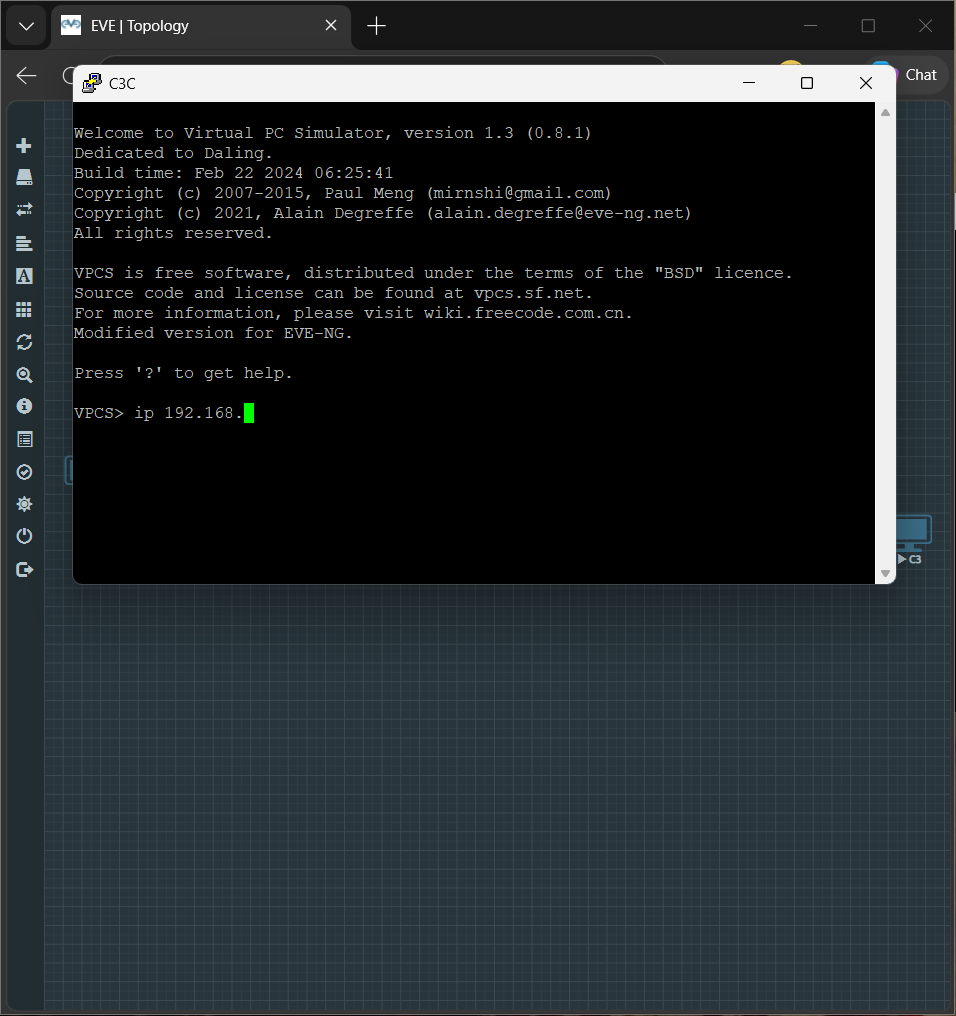 EVE | Topology
Chat
C3C
Welcome to Virtual PC Simulator, version 1.3 (0.8.1)
Dedicated to Daling.
Build time: Feb 22 2024 06:25:41
Copyright (c) 2007-2015, Paul Meng (mirnshi@gmail.com)
Copyright (c) 2021, Alain Degreffe (alain.degreffe@eve-ng.net)
All rights reserved.
VPCS is free software, distributed under the terms of the "BSD" licence.
Source code and license can be found at vpcs.sf.net.
For more information, please visit wiki.freecode.com.cn.
Modified version for EVE-NG.
Press '?' to get help.
VPCS> ip 192.168.
C3